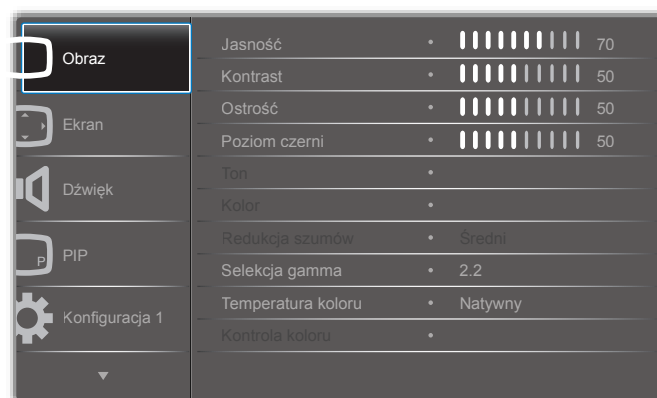 Obraz
Ekran
Dźwięk
PIP
P
Konfiguracja 1
Jasność • 70
Kontrast • 50
Ostrość • 50
Poziom czerni • 50
Ton •
Kolor •
Redukcja szumów • Średni
Selekcja gamma • 2.2
Temperatura koloru • Natywny
Kontrola koloru •